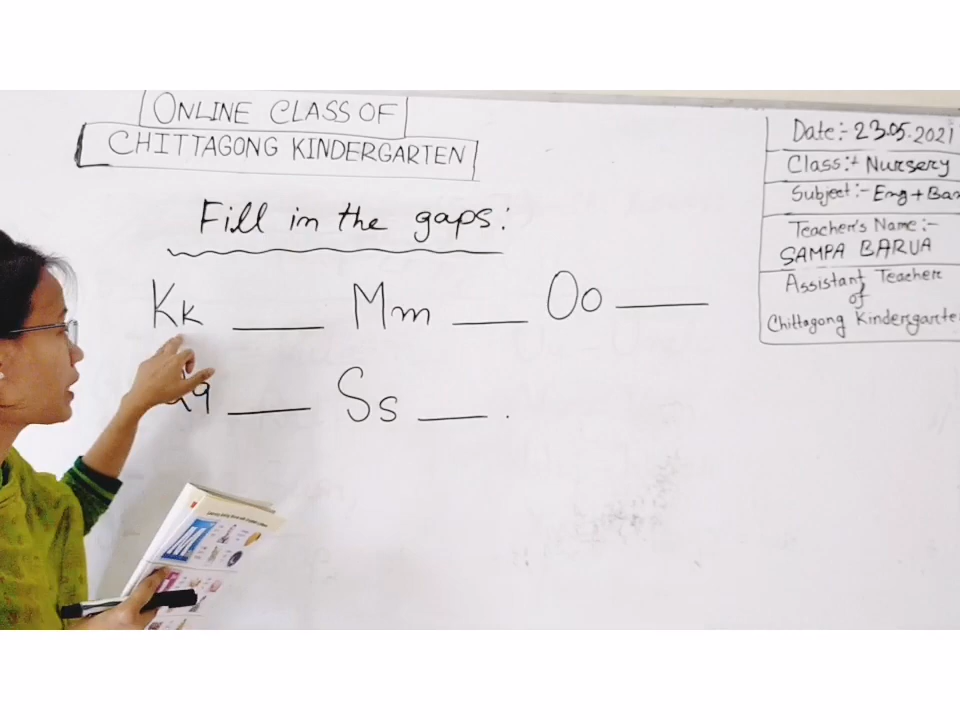 ONLINE CLASS OF
CHITTAGONG KINDERGARTEN
Fill in the gaps:
Kk ___ Mm ___ Oo ___
q ___ Ss ___ .
Date:- 23.05.2021
Class:- Nursery
Subject:- Eng + Ban
Teacher's Name:-
SAMPA BARUA
Assistant Teacher
of
Chittagong Kindergarte
M